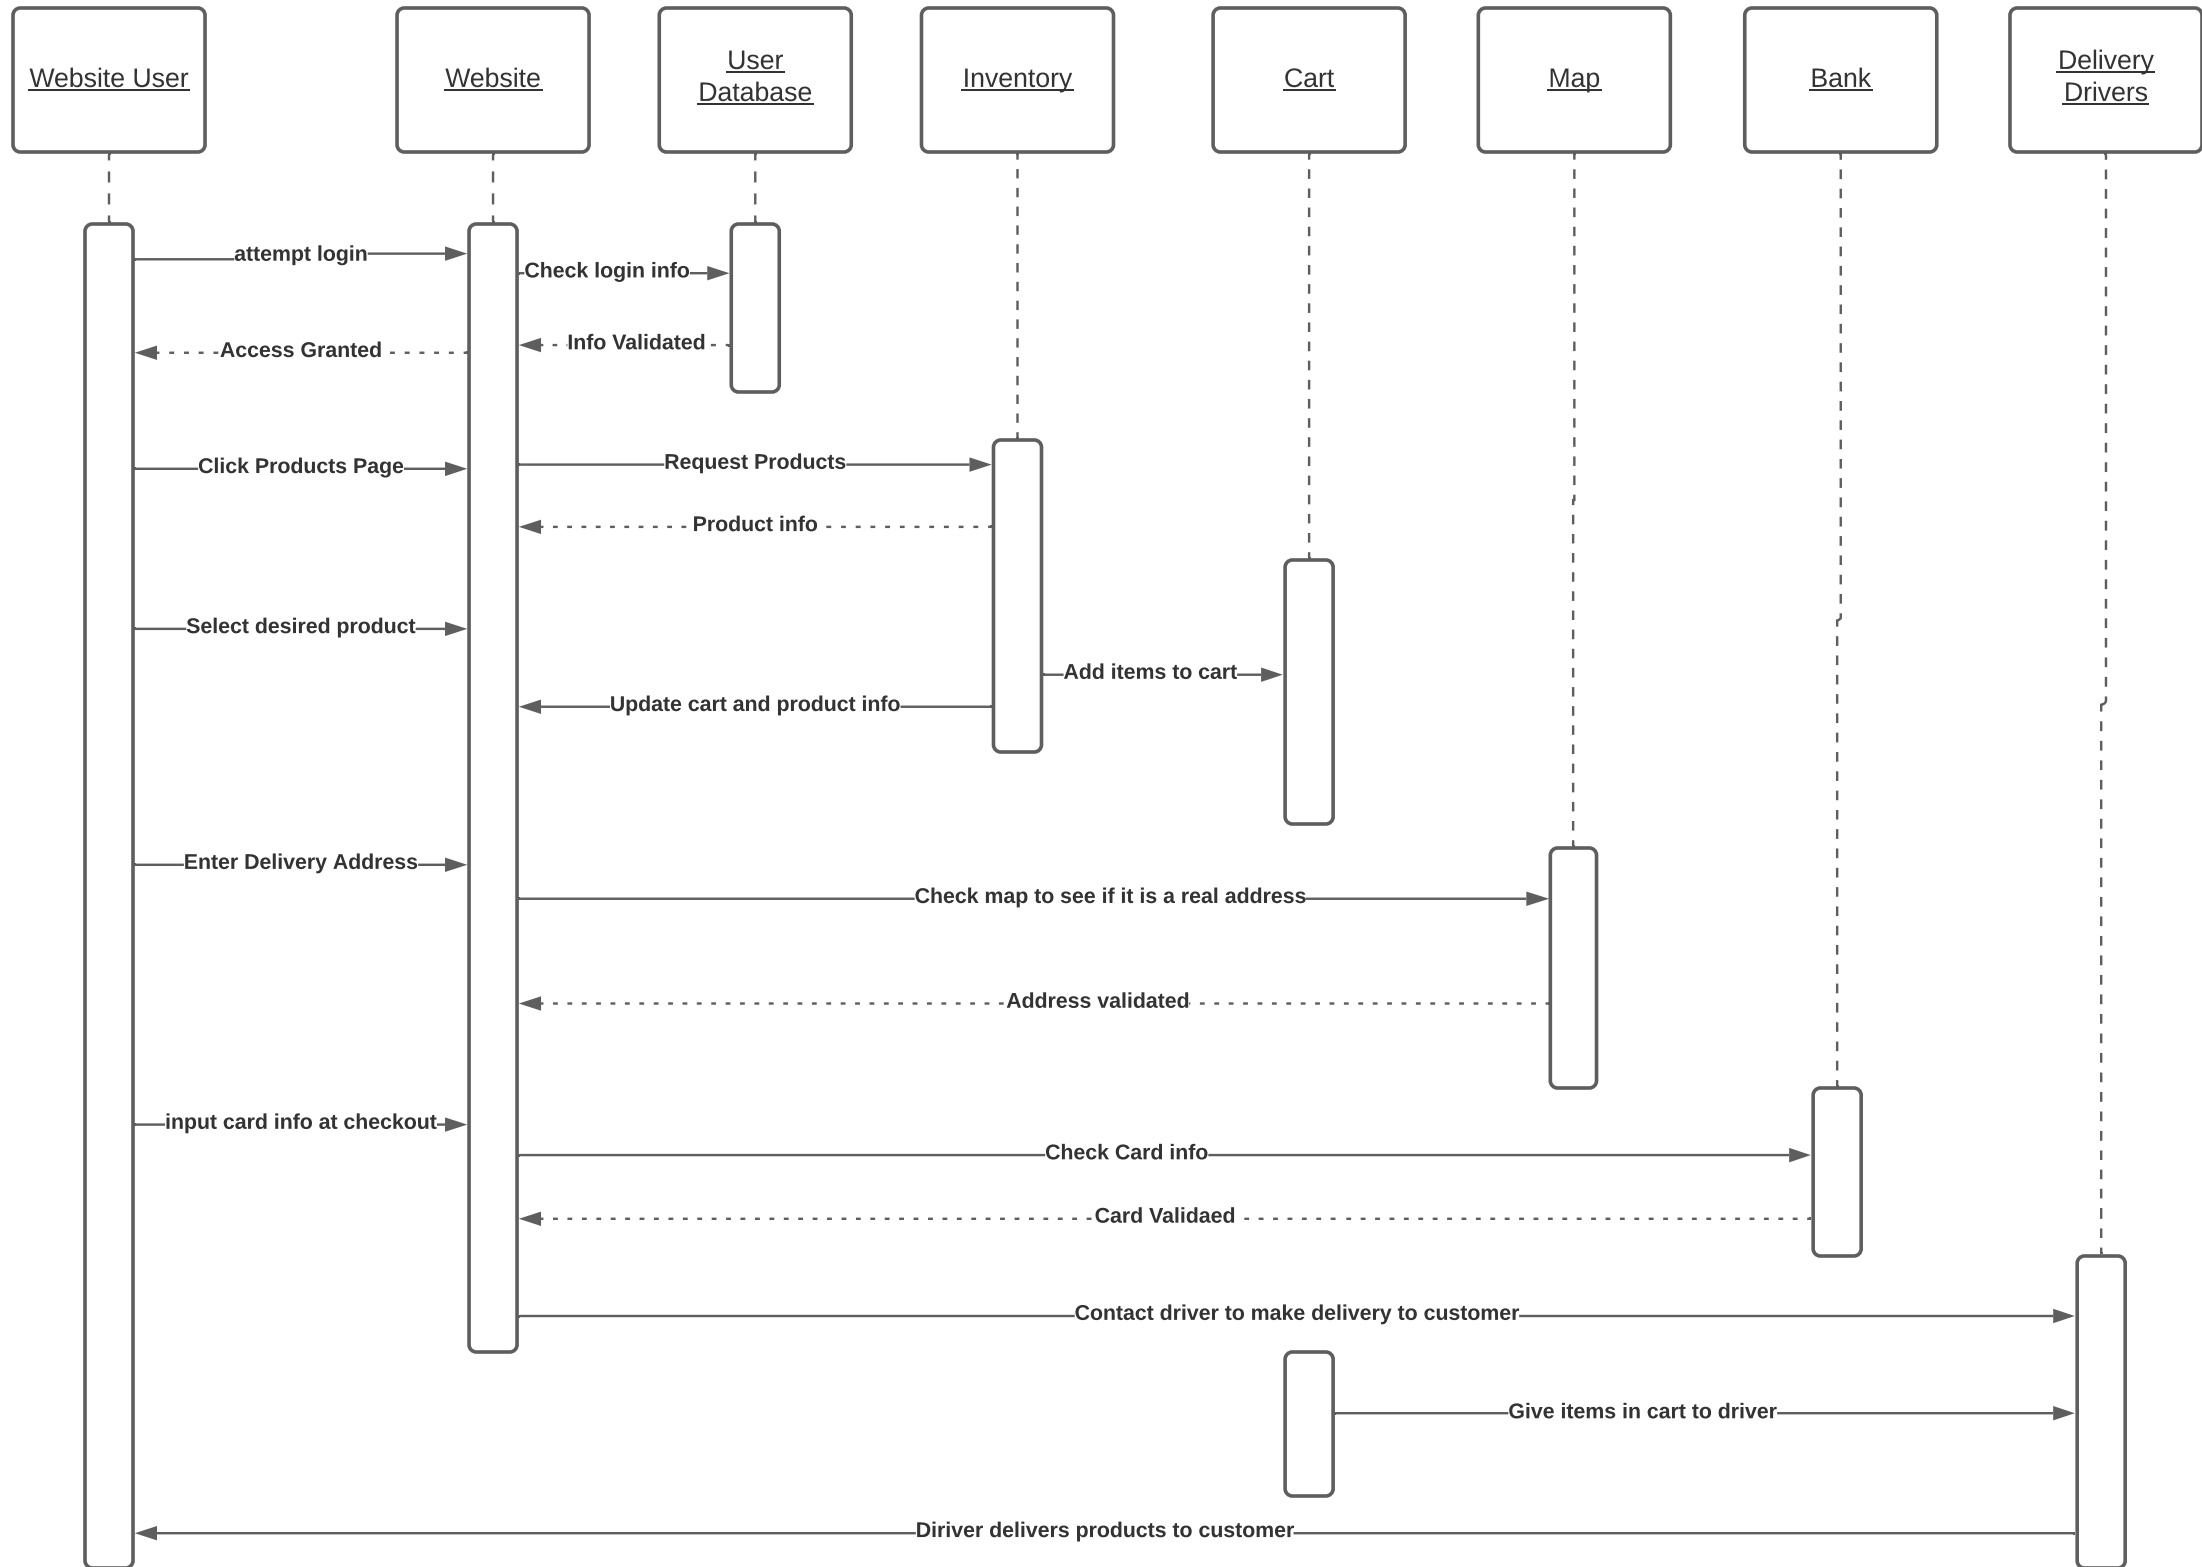 Website User
Website
User
Database
Inventory
Cart
Map
Bank
Delivery
Drivers
attempt login
Check login info
Info Validated
Access Granted
Click Products Page
Request Products
Product info
Select desired product
Add items to cart
Update cart and product info
Enter Delivery Address
Check map to see if it is a real address
Address validated
input card info at checkout
Check Card info
Card Validaed
Contact driver to make delivery to customer
Give items in cart to driver
Diriver delivers products to customer